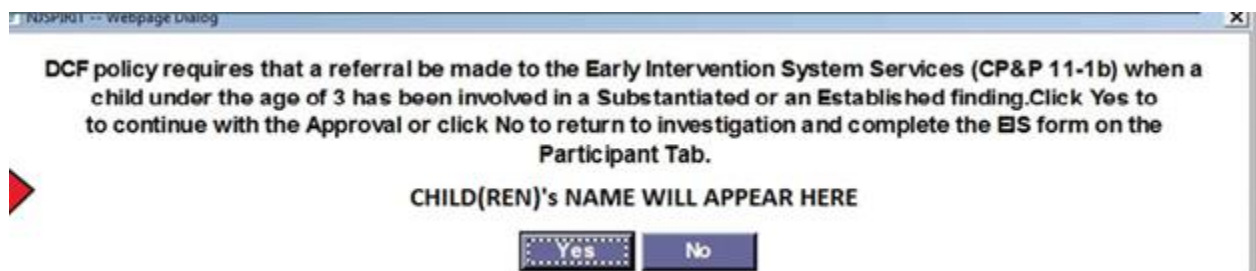 NJSPIRIT -- Webpage Dialog
DCF policy requires that a referral be made to the Early Intervention System Services (CP&P 11-1b) when a
child under the age of 3 has been involved in a Substantiated or an Established finding.Click Yes to
to continue with the Approval or click No to return to investigation and complete the EIS form on the
Participant Tab.
CHILD(REN)'s NAME WILL APPEAR HERE
Yes No